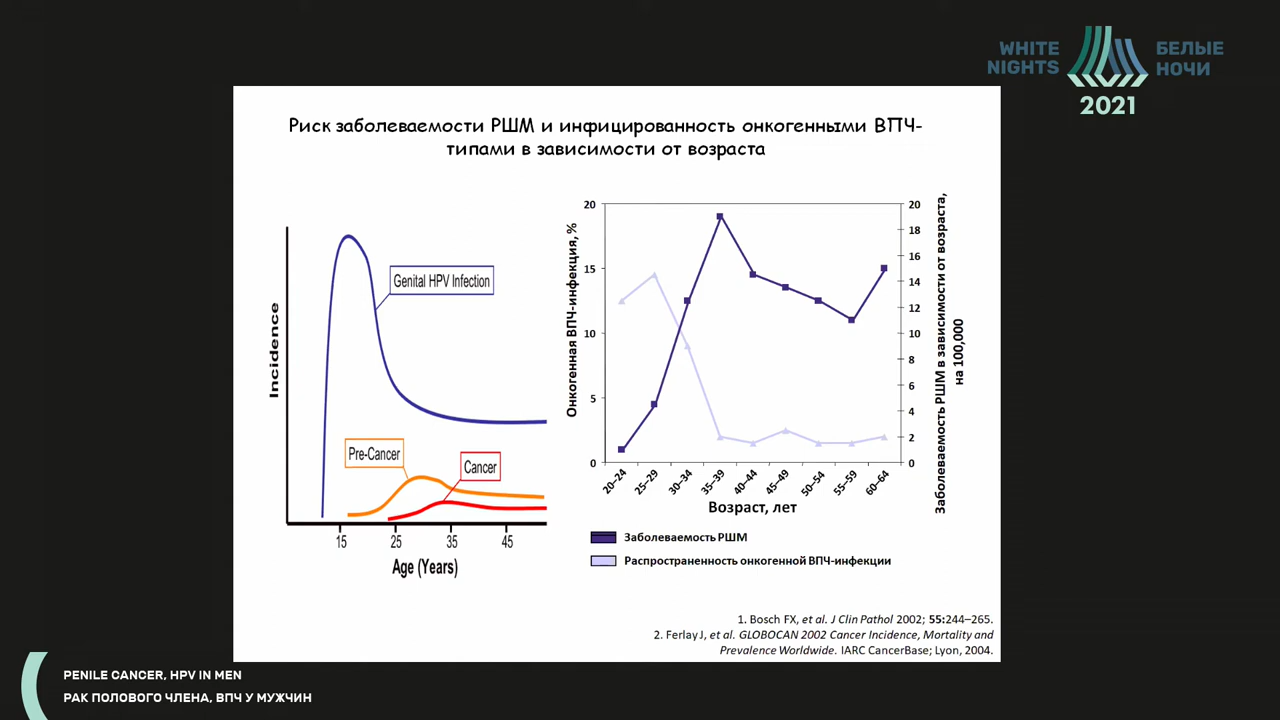 WHITE
NIGHTS
БЕЛЫЕ
НОЧИ
2021
Риск заболеваемости РШМ и инфицированность онкогенными ВПЧ-
типами в зависимости от возраста
Incidence
Genital HPV Infection
Pre-Cancer
Cancer
15 25 35 45
Age (Years)
Онкогенная ВПЧ-инфекция, %
20
15
10
5
0
20
18
16
14
12
10
8
6
4
2
0
Заболеваемость РШМ в зависимости от возраста,
на 100,000
20–24 25–29 30–34 35–39 40–44 45–49 50–54 55–59 60–64
Возраст, лет
Заболеваемость РШМ
Распространенность онкогенной ВПЧ-инфекции
1. Bosch FX, et al. J Clin Pathol 2002; 55:244–265.
2. Ferlay J, et al. GLOBOCAN 2002 Cancer Incidence, Mortality and
Prevalence Worldwide. IARC CancerBase; Lyon, 2004.
PENILE CANCER, HPV IN MEN
РАК ПОЛОВОГО ЧЛЕНА, ВПЧ У МУЖЧИН